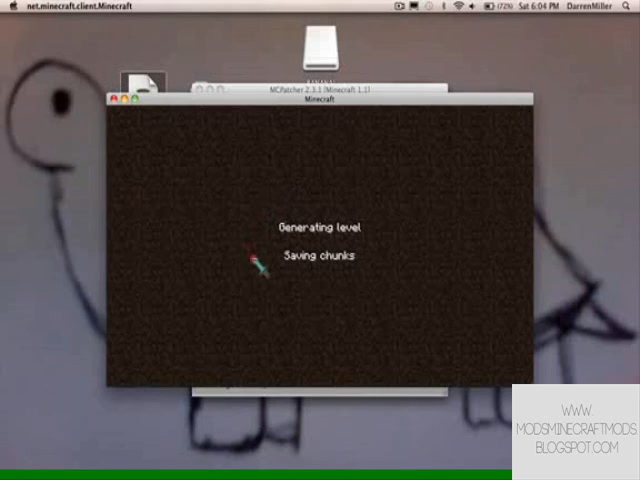 net.minecraft.client.Minecraft
(72%) Sat 6:04 PM DarrenMiller
MCPatcher 2.3.1 [Minecraft 1.1]
Minecraft
Generating level
Saving chunks
WWW.
MODSMINECRAFTMODS.
BLOGSPOT.COM